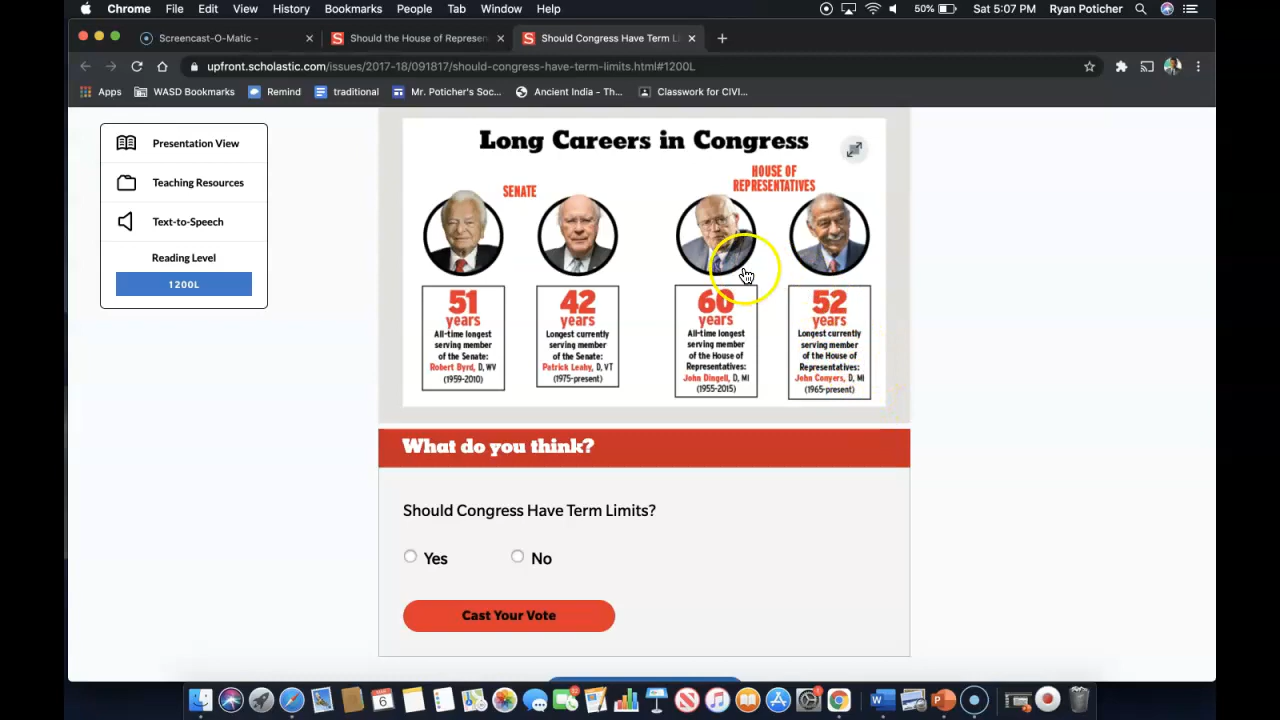 Chrome File Edit View History Bookmarks People Tab Window Help 50% Sat 5:07 PM Ryan Poticher
Screencast-O-Matic - Should the House of Represen Should Congress Have Term Li
upfront.scholastic.com/issues/2017-18/091817/should-congress-have-term-limits.html#1200L
Apps WASD Bookmarks Remind traditional Mr. Poticher's Soc... Ancient India - Th... Classwork for CIVI...
Presentation View
Teaching Resources
Text-to-Speech
Reading Level
1200L
Long Careers in Congress
SENATE
HOUSE OF
REPRESENTATIVES
51
years
All-time longest
serving member
of the Senate:
Robert Byrd, D, WV
(1959-2010)
42
years
Longest currently
serving member
of the Senate:
Patrick Leahy, D, VT
(1975-present)
60
years
All-time longest
serving member
of the House of
Representatives:
John Dingell, D, MI
(1955-2015)
52
years
Longest currently
serving member
of the House of
Representatives:
John Conyers, D, MI
(1965-present)
What do you think?
Should Congress Have Term Limits?
Yes No
Cast Your Vote